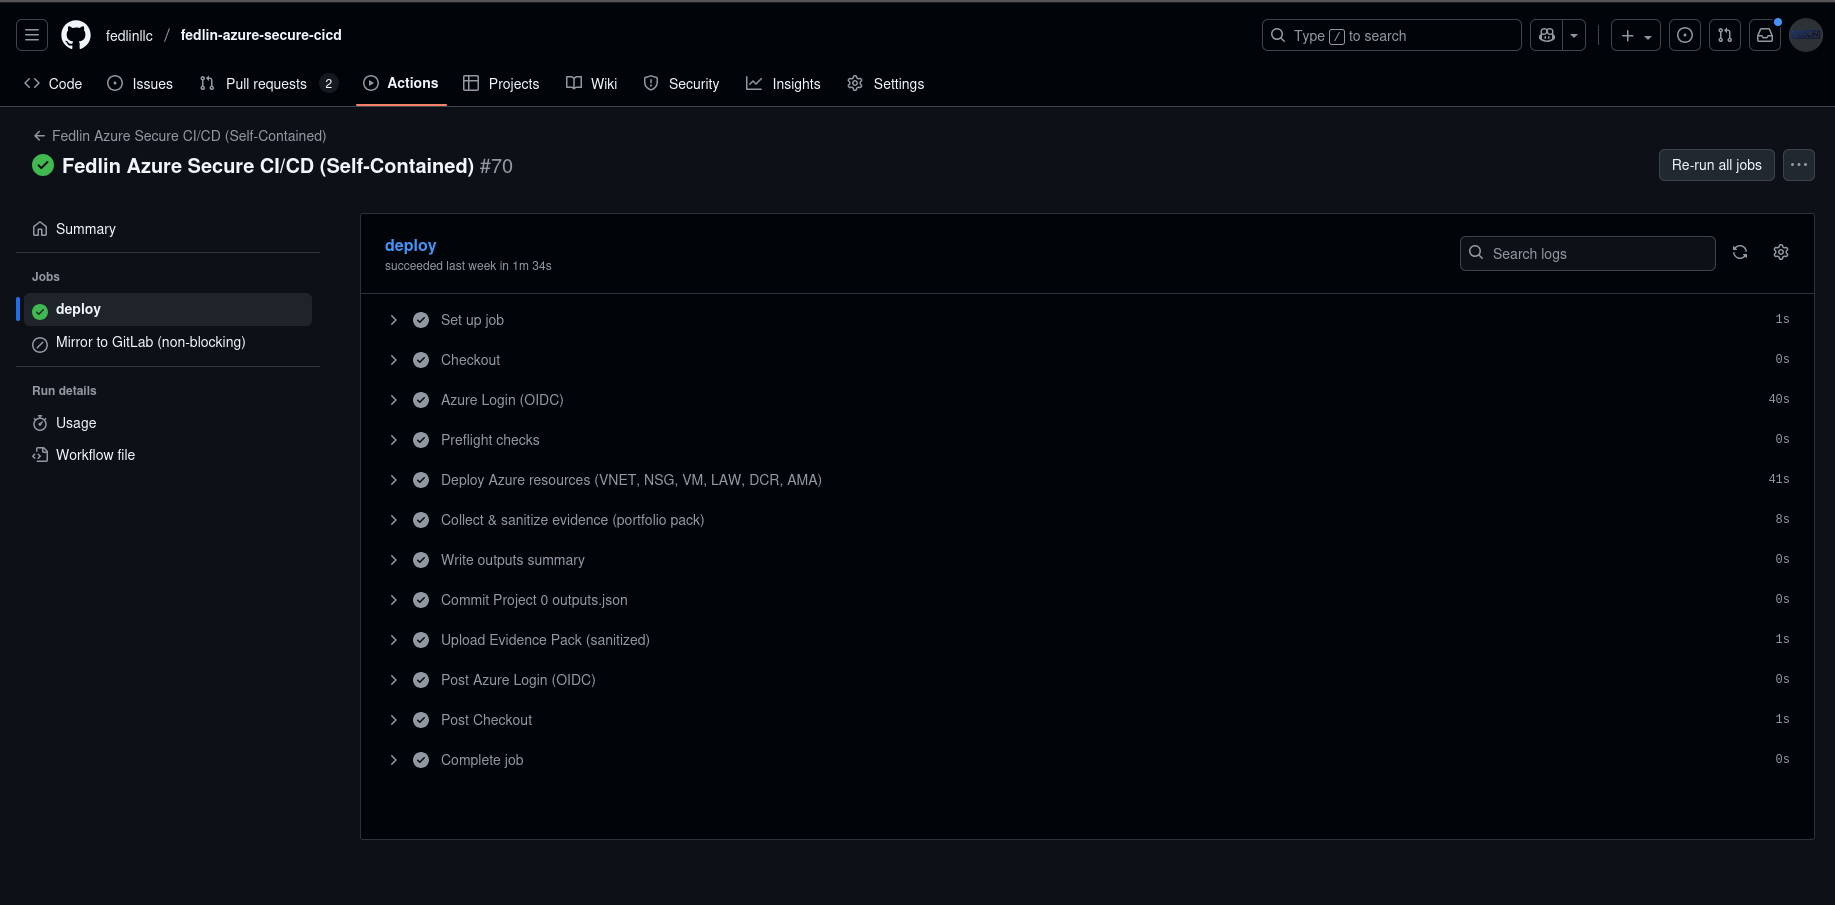 fedlinllc / fedlin-azure-secure-cicd
Type / to search
Code
Issues
Pull requests 2
Actions
Projects
Wiki
Security
Insights
Settings
Fedlin Azure Secure CI/CD (Self-Contained)
Fedlin Azure Secure CI/CD (Self-Contained) #70
Re-run all jobs
Summary
Jobs
deploy
Mirror to GitLab (non-blocking)
Run details
Usage
Workflow file
deploy
succeeded last week in 1m 34s
Search logs
Set up job 1s
Checkout 0s
Azure Login (OIDC) 40s
Preflight checks 0s
Deploy Azure resources (VNET, NSG, VM, LAW, DCR, AMA) 41s
Collect & sanitize evidence (portfolio pack) 8s
Write outputs summary 0s
Commit Project 0 outputs.json 0s
Upload Evidence Pack (sanitized) 1s
Post Azure Login (OIDC) 0s
Post Checkout 1s
Complete job 0s